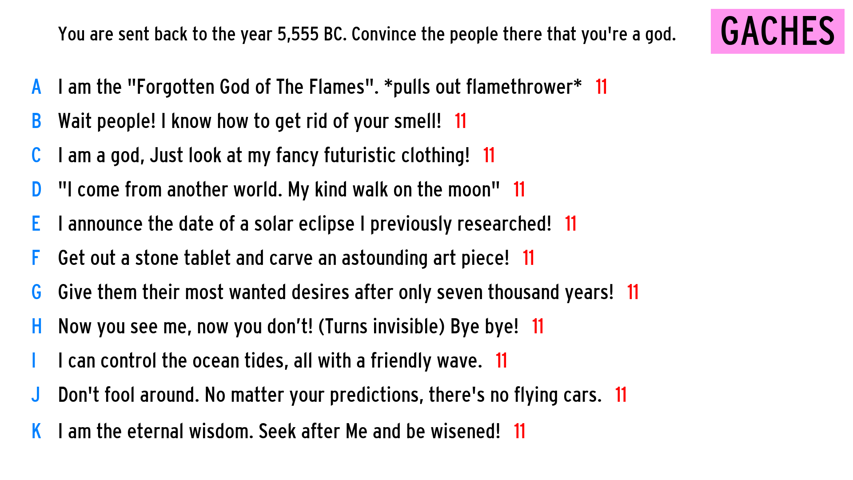 You are sent back to the year 5,555 BC. Convince the people there that you're a god.
GACHES
A I am the "Forgotten God of The Flames". *pulls out flamethrower* 11
B Wait people! I know how to get rid of your smell! 11
C I am a god, Just look at my fancy futuristic clothing! 11
D "I come from another world. My kind walk on the moon" 11
E I announce the date of a solar eclipse I previously researched! 11
F Get out a stone tablet and carve an astounding art piece! 11
G Give them their most wanted desires after only seven thousand years! 11
H Now you see me, now you don’t! (Turns invisible) Bye bye! 11
I I can control the ocean tides, all with a friendly wave. 11
J Don't fool around. No matter your predictions, there's no flying cars. 11
K I am the eternal wisdom. Seek after Me and be wisened! 11